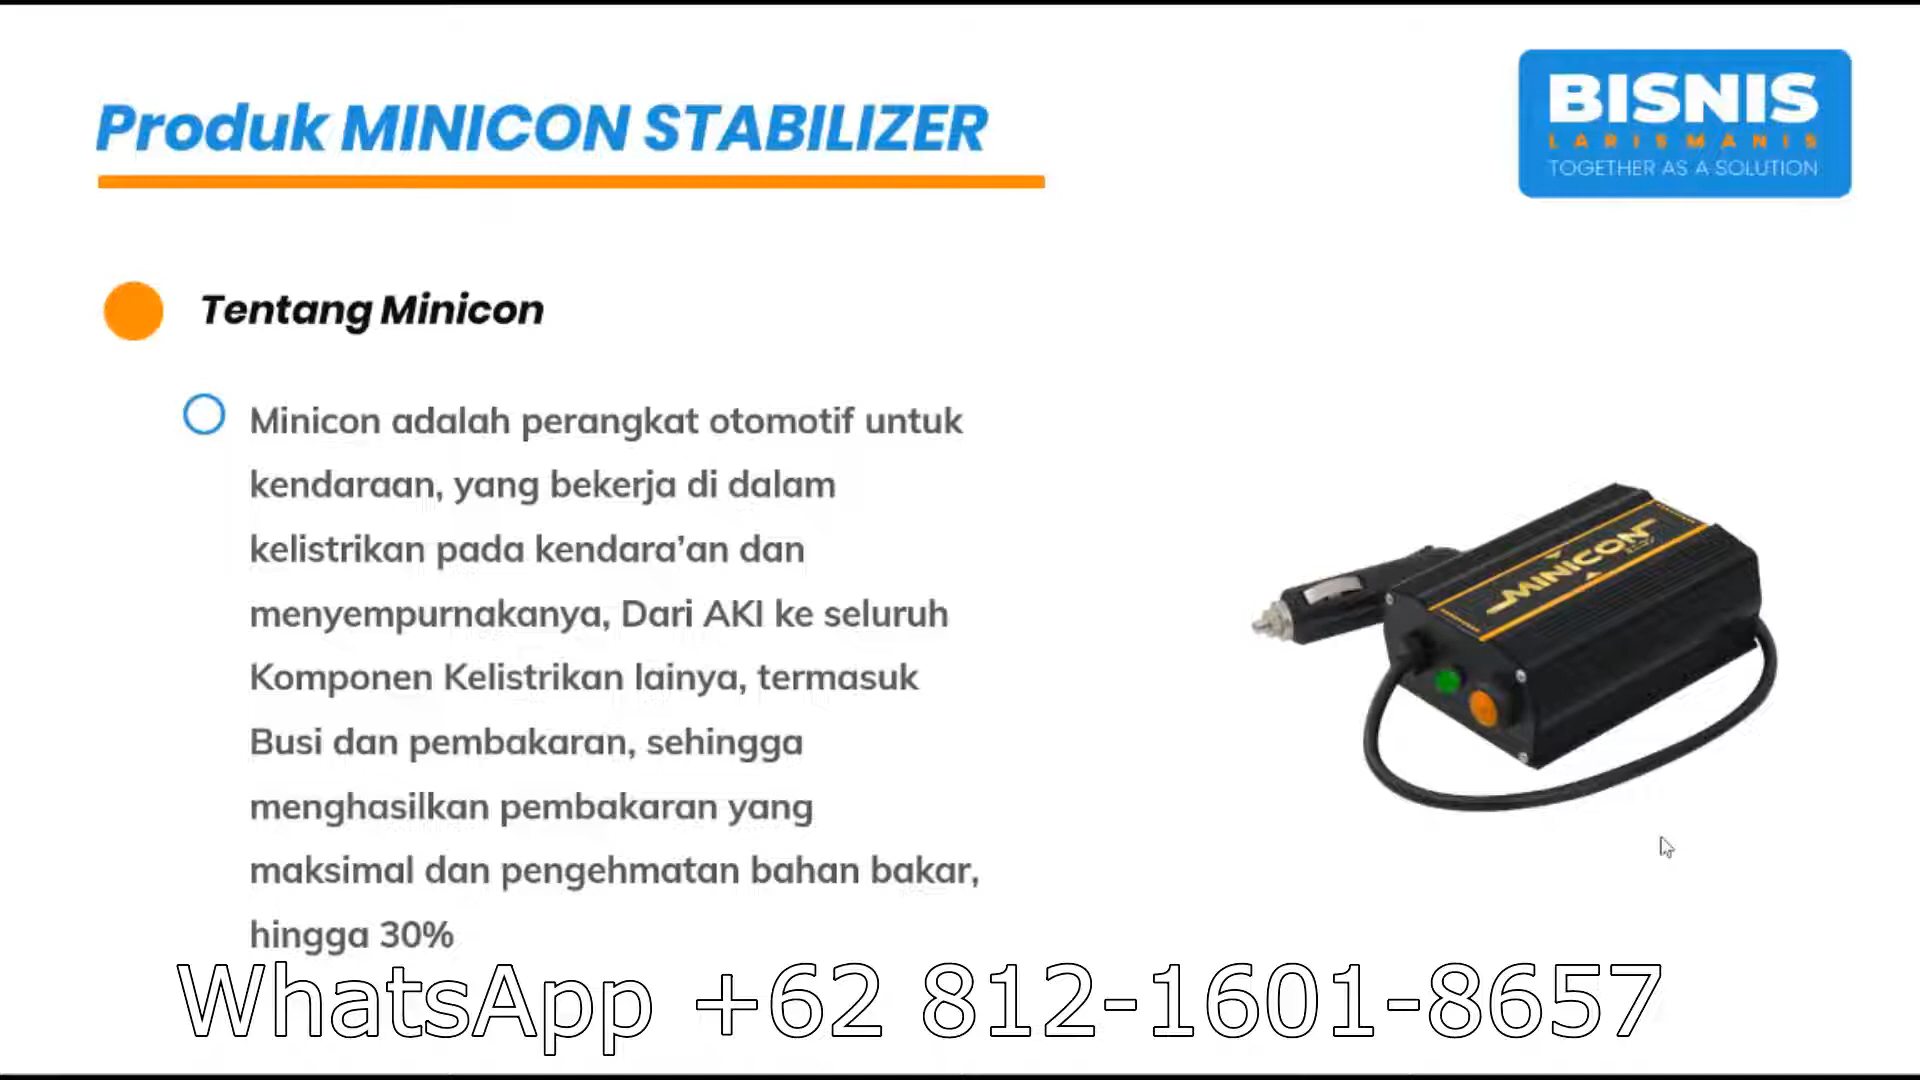 Produk MINICON STABILIZER
BISNIS
LARISMANIS
TOGETHER AS A SOLUTION
Tentang Minicon
Minicon adalah perangkat otomotif untuk
kendaraan, yang bekerja di dalam
kelistrikan pada kendara’an dan
menyempurnakanya, Dari AKI ke seluruh
Komponen Kelistrikan lainya, termasuk
Busi dan pembakaran, sehingga
menghasilkan pembakaran yang
maksimal dan pengehmatan bahan bakar,
hingga 30%
MINICON
WhatsApp +62 812-1601-8657